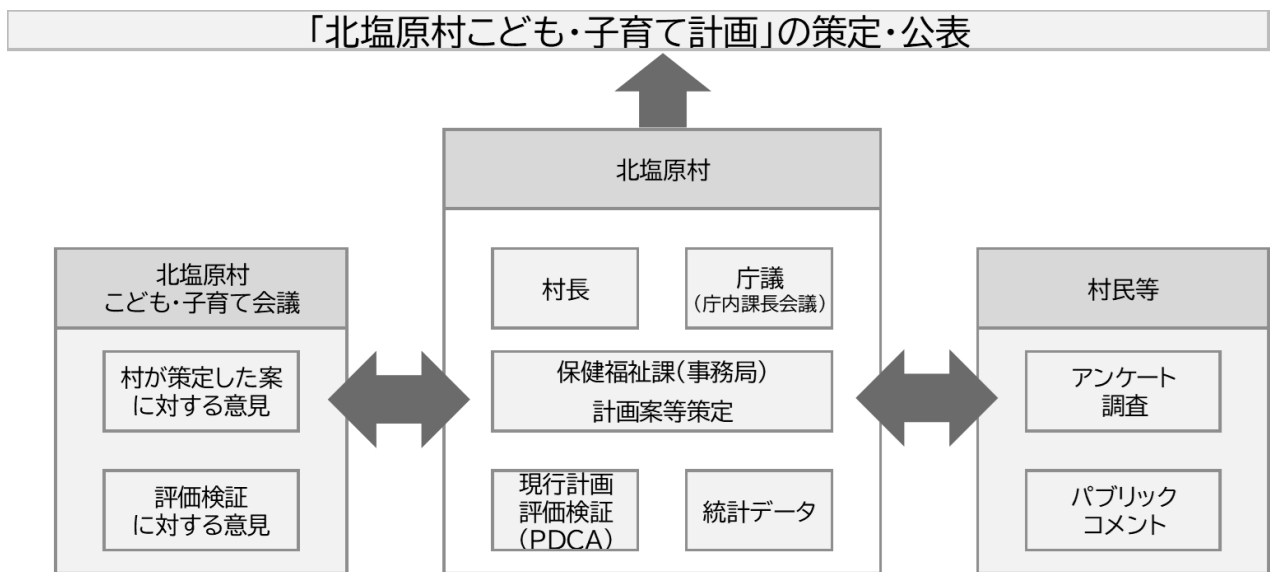 「北塩原村こども・子育て計画」の策定・公表
北塩原村
北塩原村
こども・子育て会議
村が策定した案
に対する意見
評価検証
に対する意見
村長
庁議
(庁内課長会議)
保健福祉課(事務局)
計画案等策定
現行計画
評価検証
(PDCA)
統計データ
村民等
アンケート
調査
パブリック
コメント